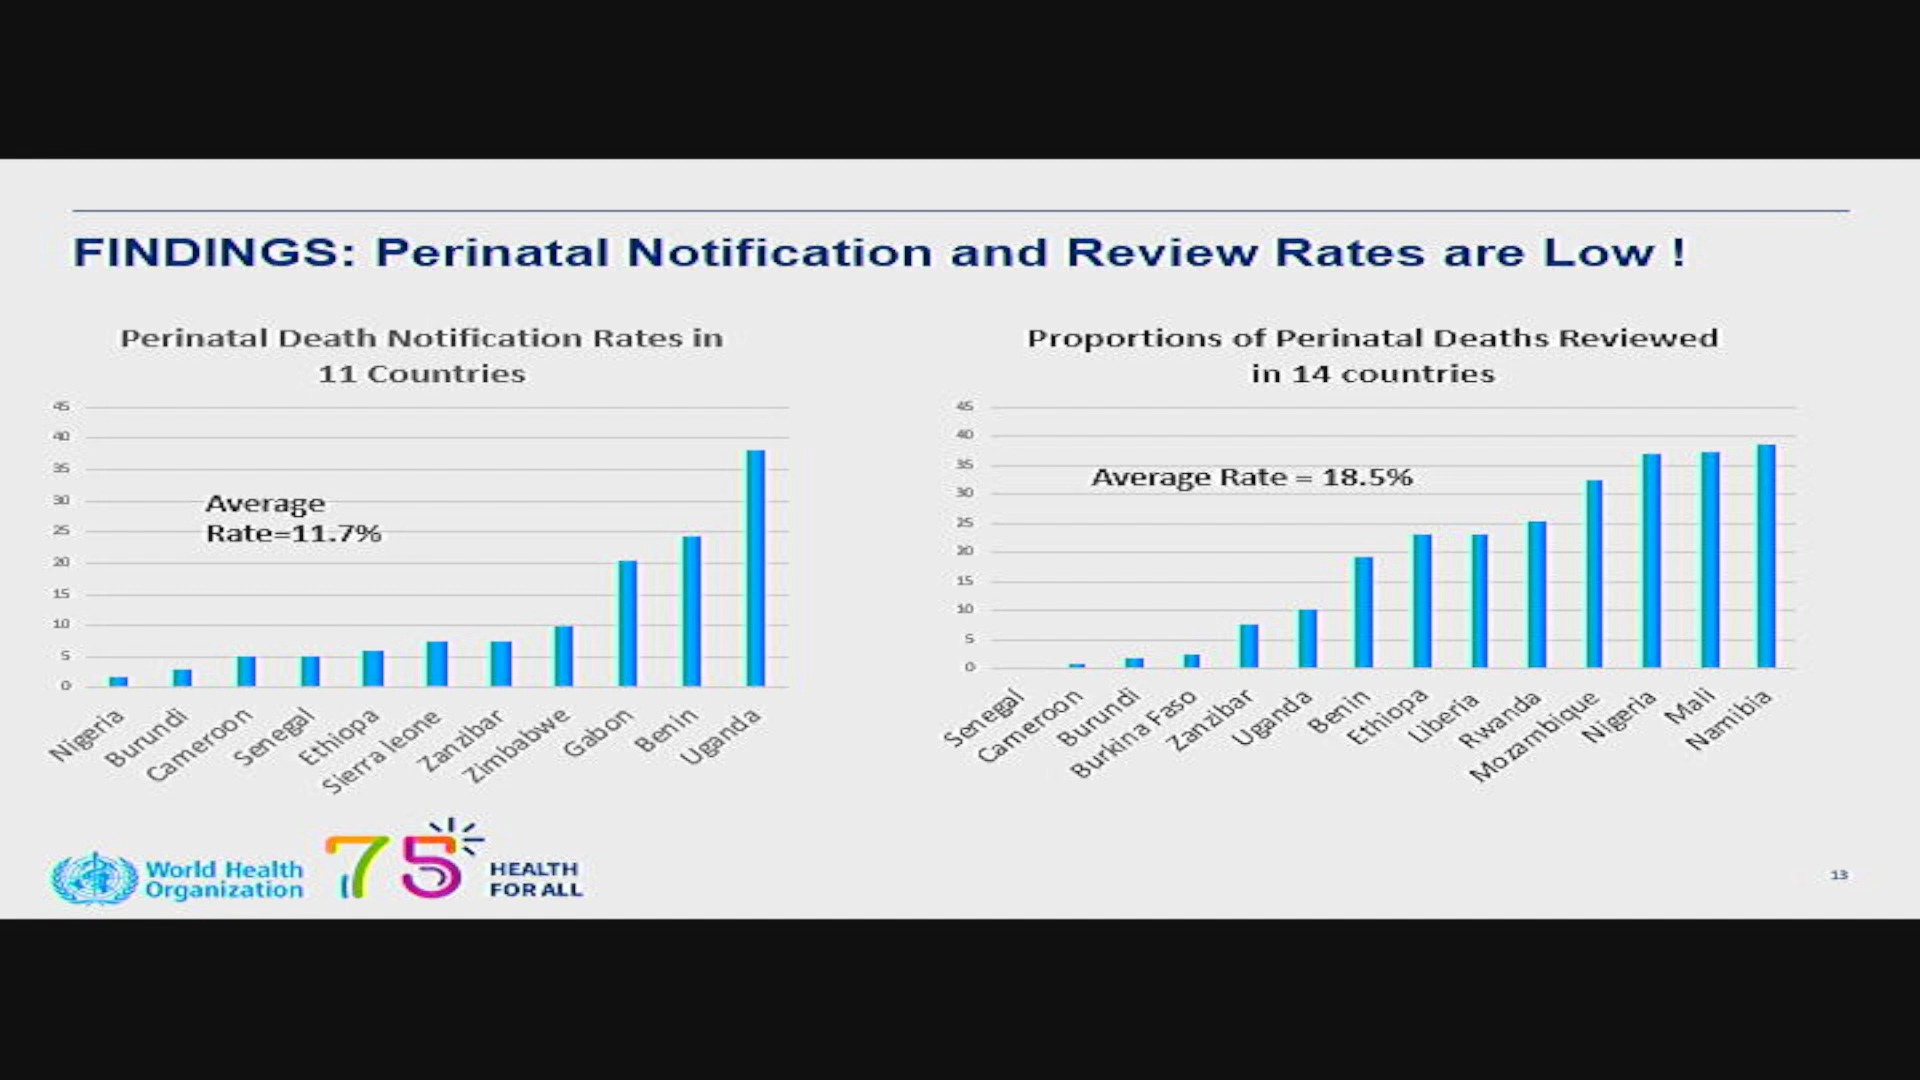 FINDINGS: Perinatal Notification and Review Rates are Low !
Perinatal Death Notification Rates in
11 Countries
45
40
35
30
25
20
15
10
5
0
Average
Rate=11.7%
Nigeria
Burundi
Cameroon
Senegal
Ethiopa
Sierra leone
Zanzibar
Zimbabwe
Gabon
Benin
Uganda
Proportions of Perinatal Deaths Reviewed
in 14 countries
45
40
35
30
25
20
15
10
5
0
Average Rate = 18.5%
Senegal
Cameroon
Burundi
Burkina Faso
Zanzibar
Uganda
Benin
Ethiopa
Liberia
Rwanda
Mozambique
Nigeria
Mali
Namibia
World Health
Organization
75
HEALTH
FOR ALL
13